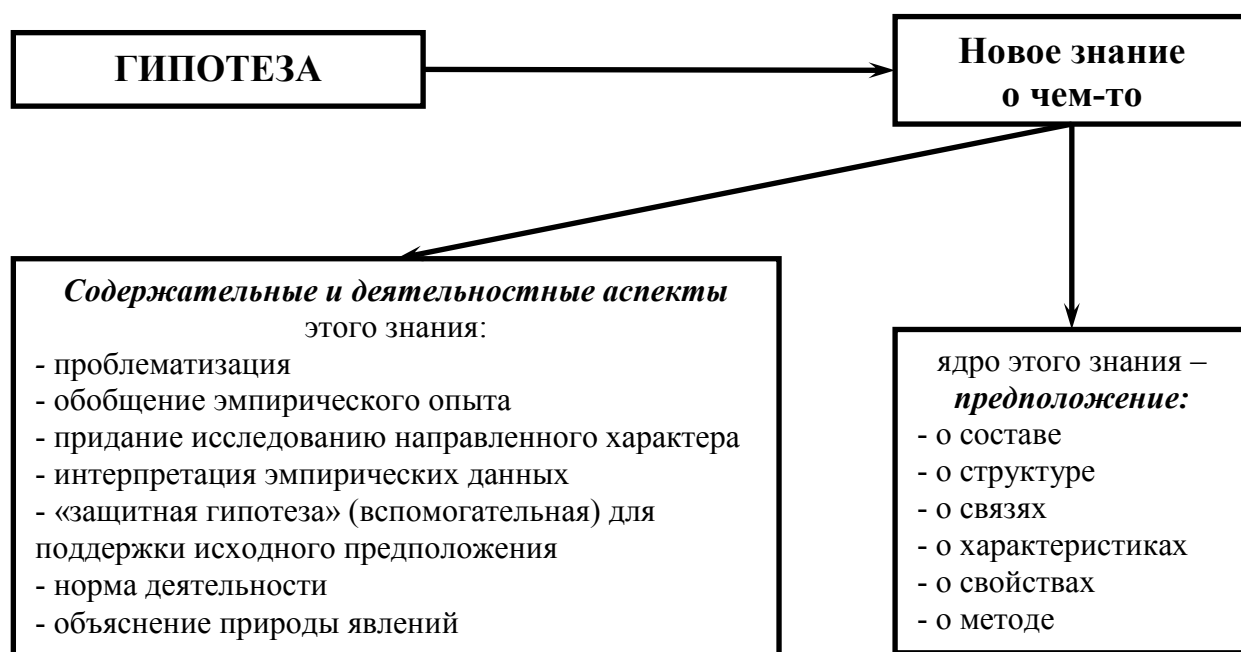 ГИПОТЕЗА
Новое знание
о чем-то
Содержательные и деятельностные аспекты
этого знания:
- проблематизация
- обобщение эмпирического опыта
- придание исследованию направленного характера
- интерпретация эмпирических данных
- «защитная гипотеза» (вспомогательная) для
поддержки исходного предположения
- норма деятельности
- объяснение природы явлений
ядро этого знания –
предположение:
- о составе
- о структуре
- о связях
- о характеристиках
- о свойствах
- о методе